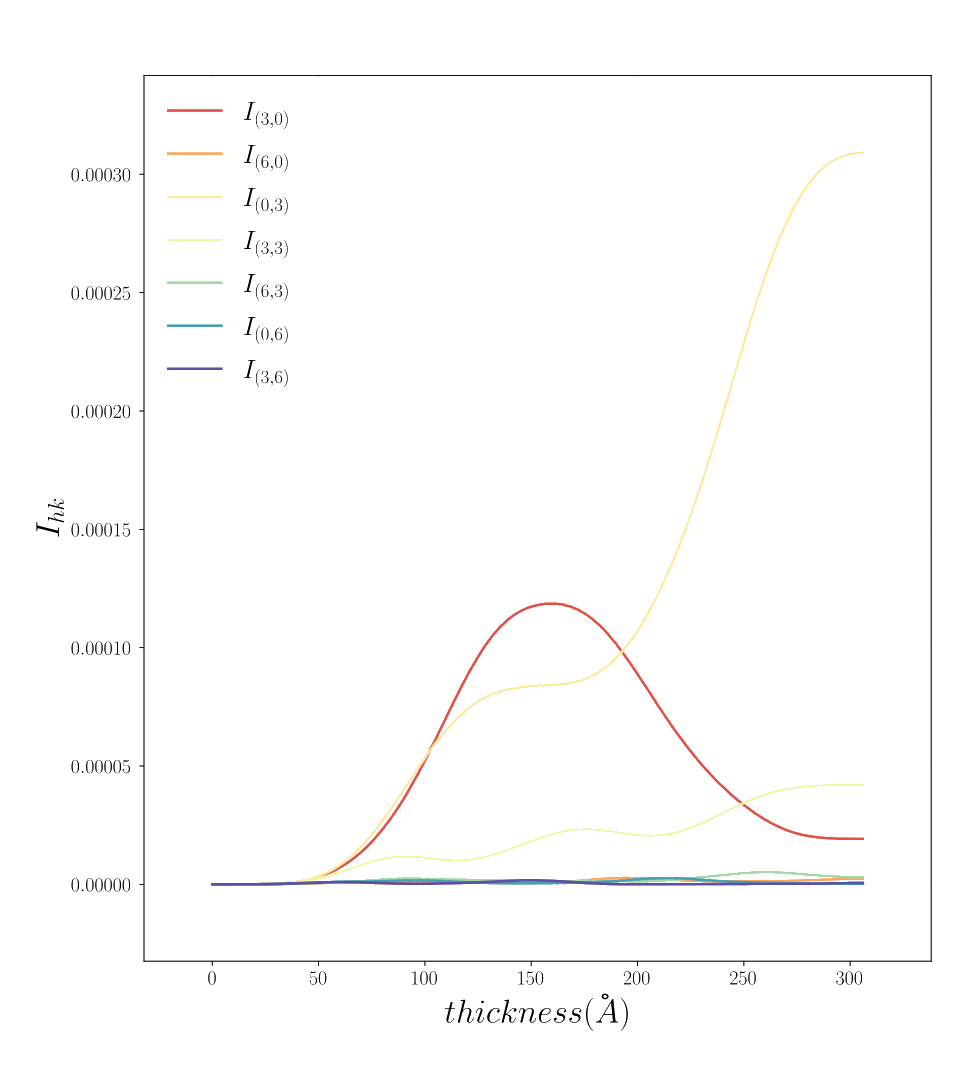 I(3,0)
I(6,0)
I(0,3)
I(3,3)
I(6,3)
I(0,6)
I(3,6)
0.00030
0.00025
0.00020
0.00015
0.00010
0.00005
0.00000
I_hk
0 50 100 150 200 250 300
thickness(Å)